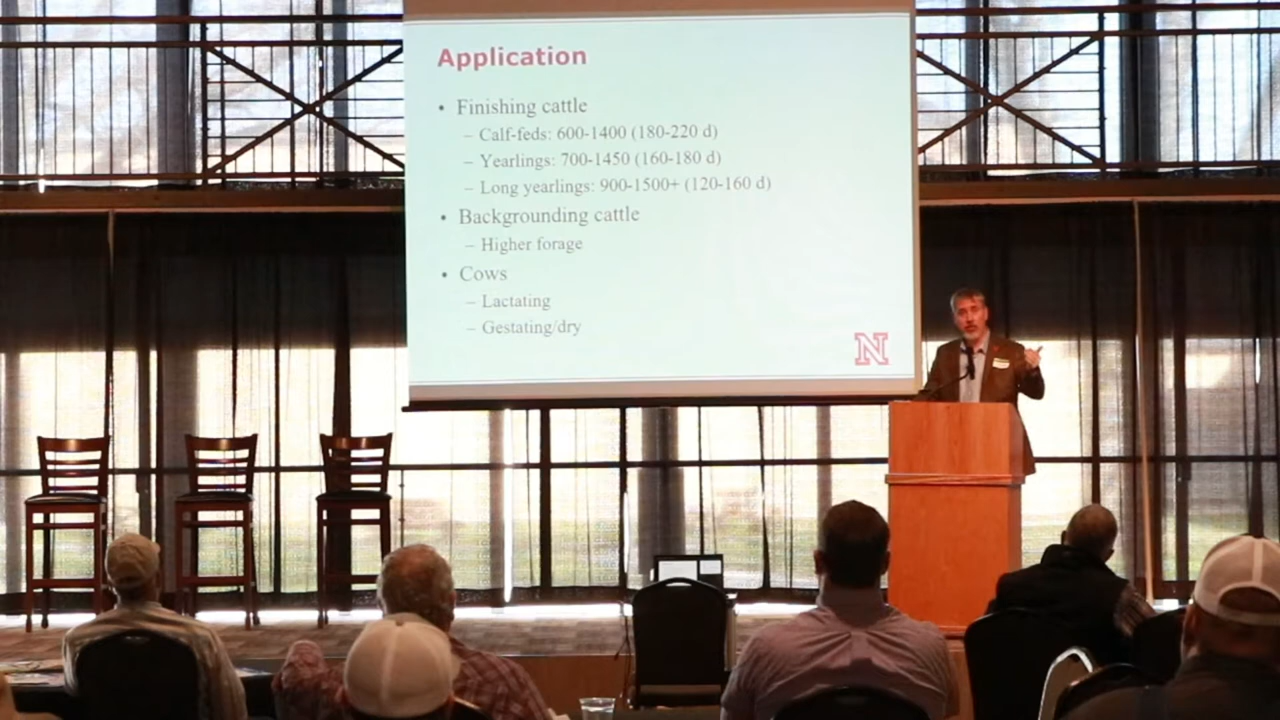 Application
• Finishing cattle
– Calf-feds: 600-1400 (180-220 d)
– Yearlings: 700-1450 (160-180 d)
– Long yearlings: 900-1500+ (120-160 d)
• Backgrounding cattle
– Higher forage
• Cows
– Lactating
– Gestating/dry
N